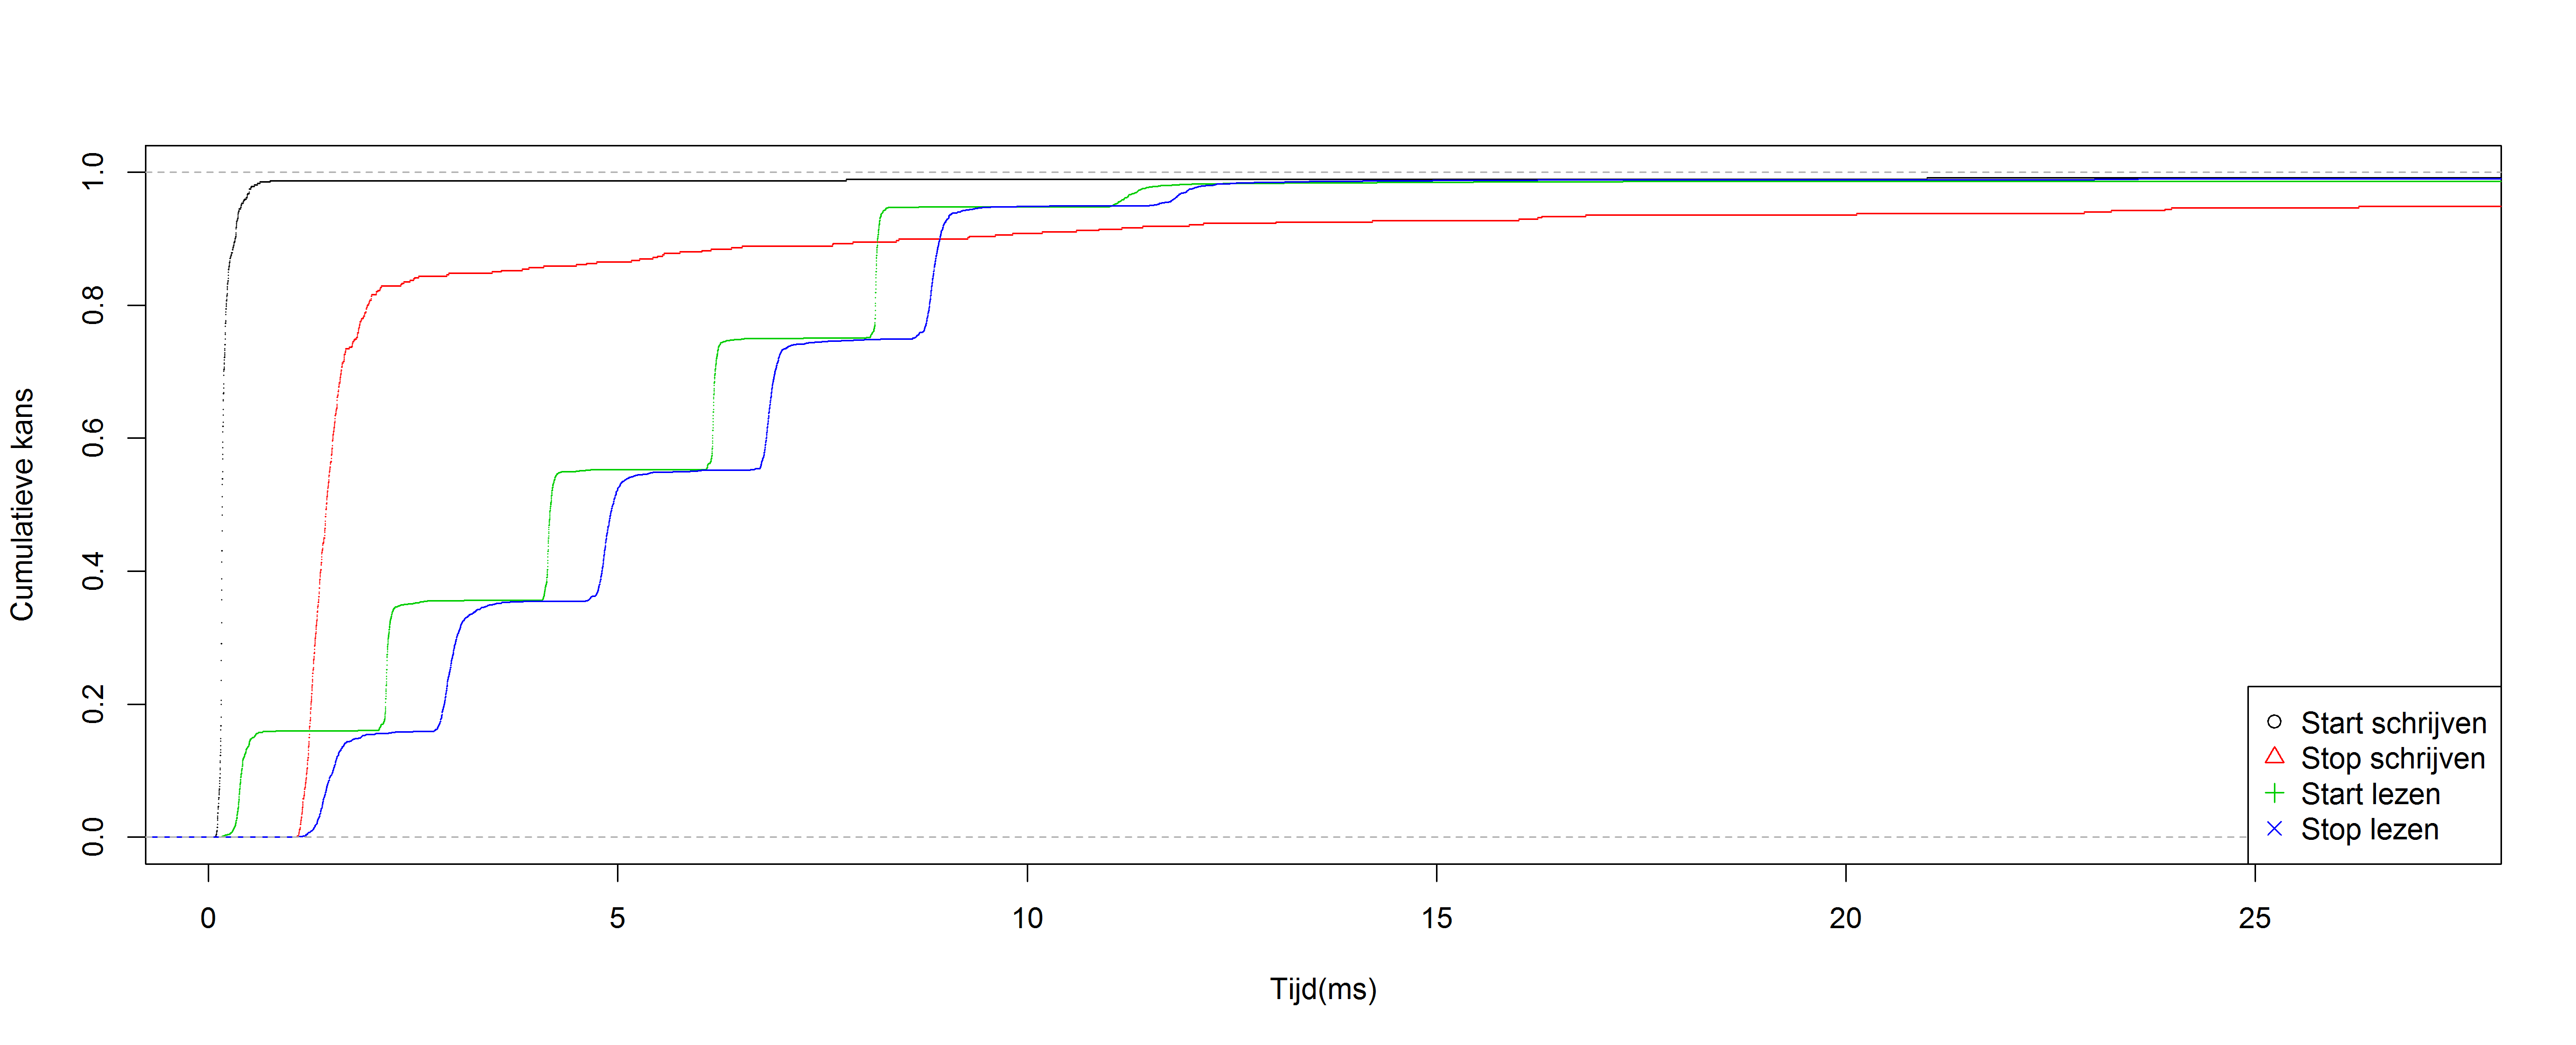 Cumulatieve kans
1.0
0.8
0.6
0.4
0.2
0.0
0 5 10 15 20 25
Tijd(ms)
Start schrijven
Stop schrijven
Start lezen
Stop lezen